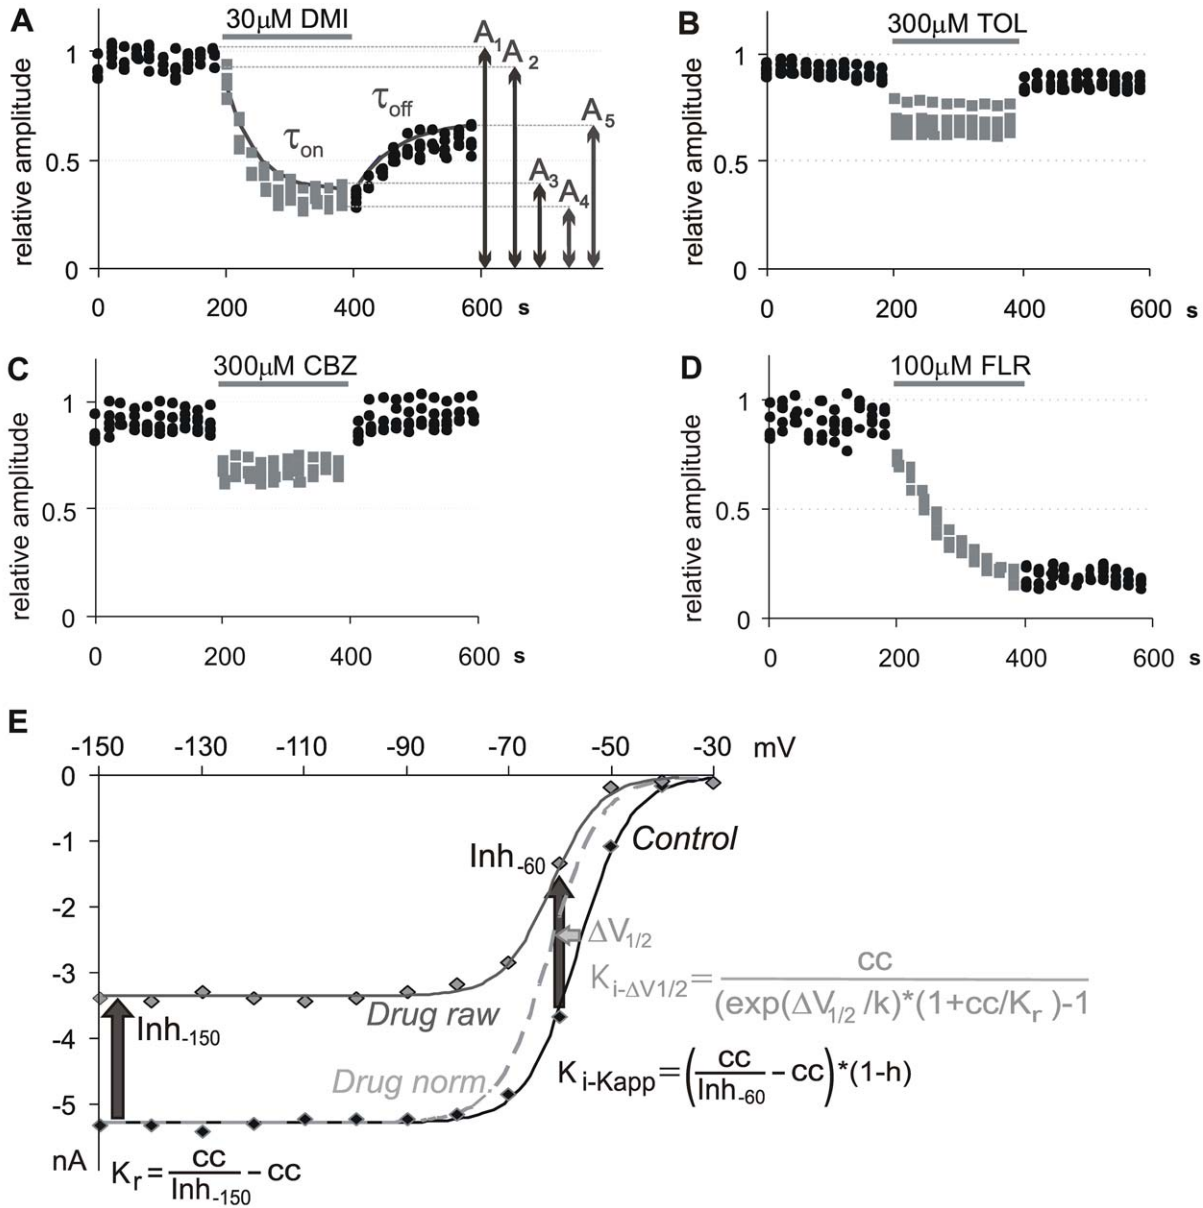 A
30µM DMI
relative amplitude
1
0.5
0
τon
τoff
A1
A2
A3
A4
A5
0 200 400 600 s
B
300µM TOL
relative amplitude
1
0.5
0
0 200 400 600 s
C
300µM CBZ
relative amplitude
1
0.5
0
0 200 400 600 s
D
100µM FLR
relative amplitude
1
0.5
0
0 200 400 600 s
E
-150 -130 -110 -90 -70 -50 -30 mV
0
-1
-2
-3
-4
-5
nA
Inh-60
Control
ΔV1/2
Ki-ΔV1/2= cc / (exp(ΔV1/2/k)*(1+cc/Kr)-1
Drug raw
Inh-150
Drug norm.
Ki-Kapp=(cc/Inh-60 - cc)*(1-h)
Kr= cc/Inh-150 - cc